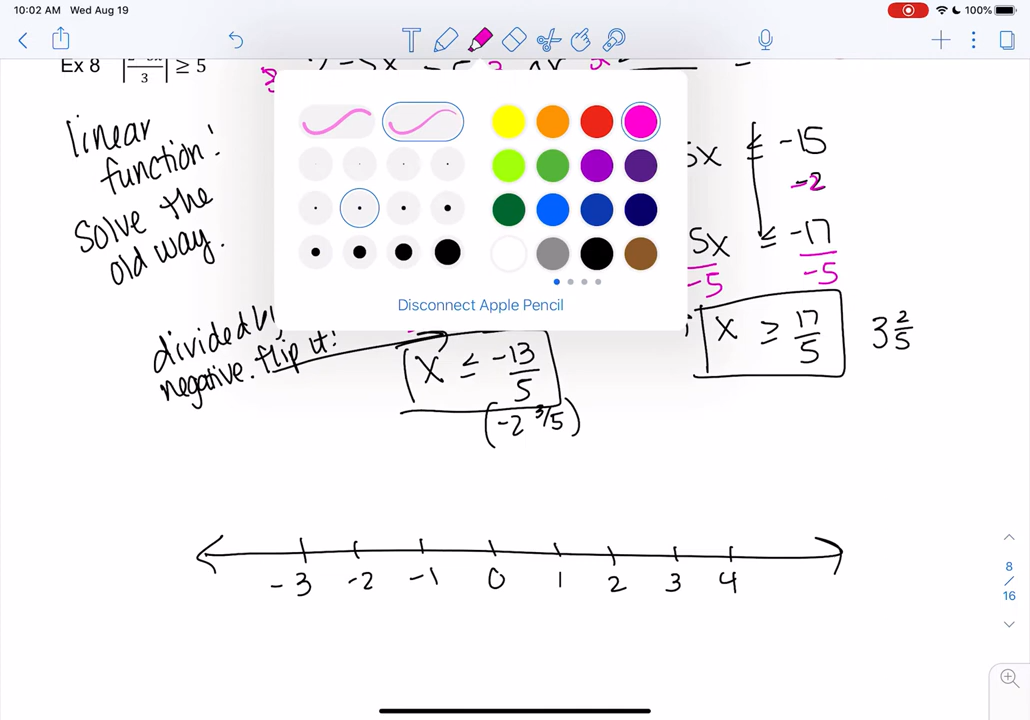 10:02 AM Wed Aug 19
100%
Ex 8 3 ≥ 5
linear
function!
solve the
old way.
5x ≤ -15
-2
5x ≤ -17
-5 -5
x ≥ 17/5 3 2/5
divided by
negative. flip it!
x ≤ -13/5
(-2 3/5)
Disconnect Apple Pencil
-3 -2 -1 0 1 2 3 4
8
/
16